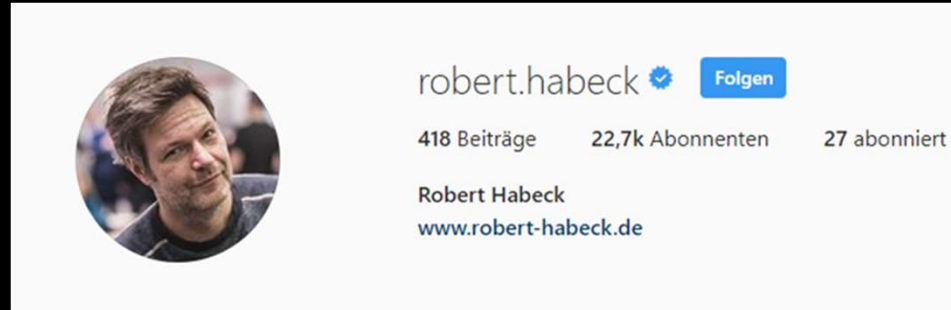 robert.habeck Folgen
418 Beiträge 22,7k Abonnenten 27 abonniert
Robert Habeck
www.robert-habeck.de